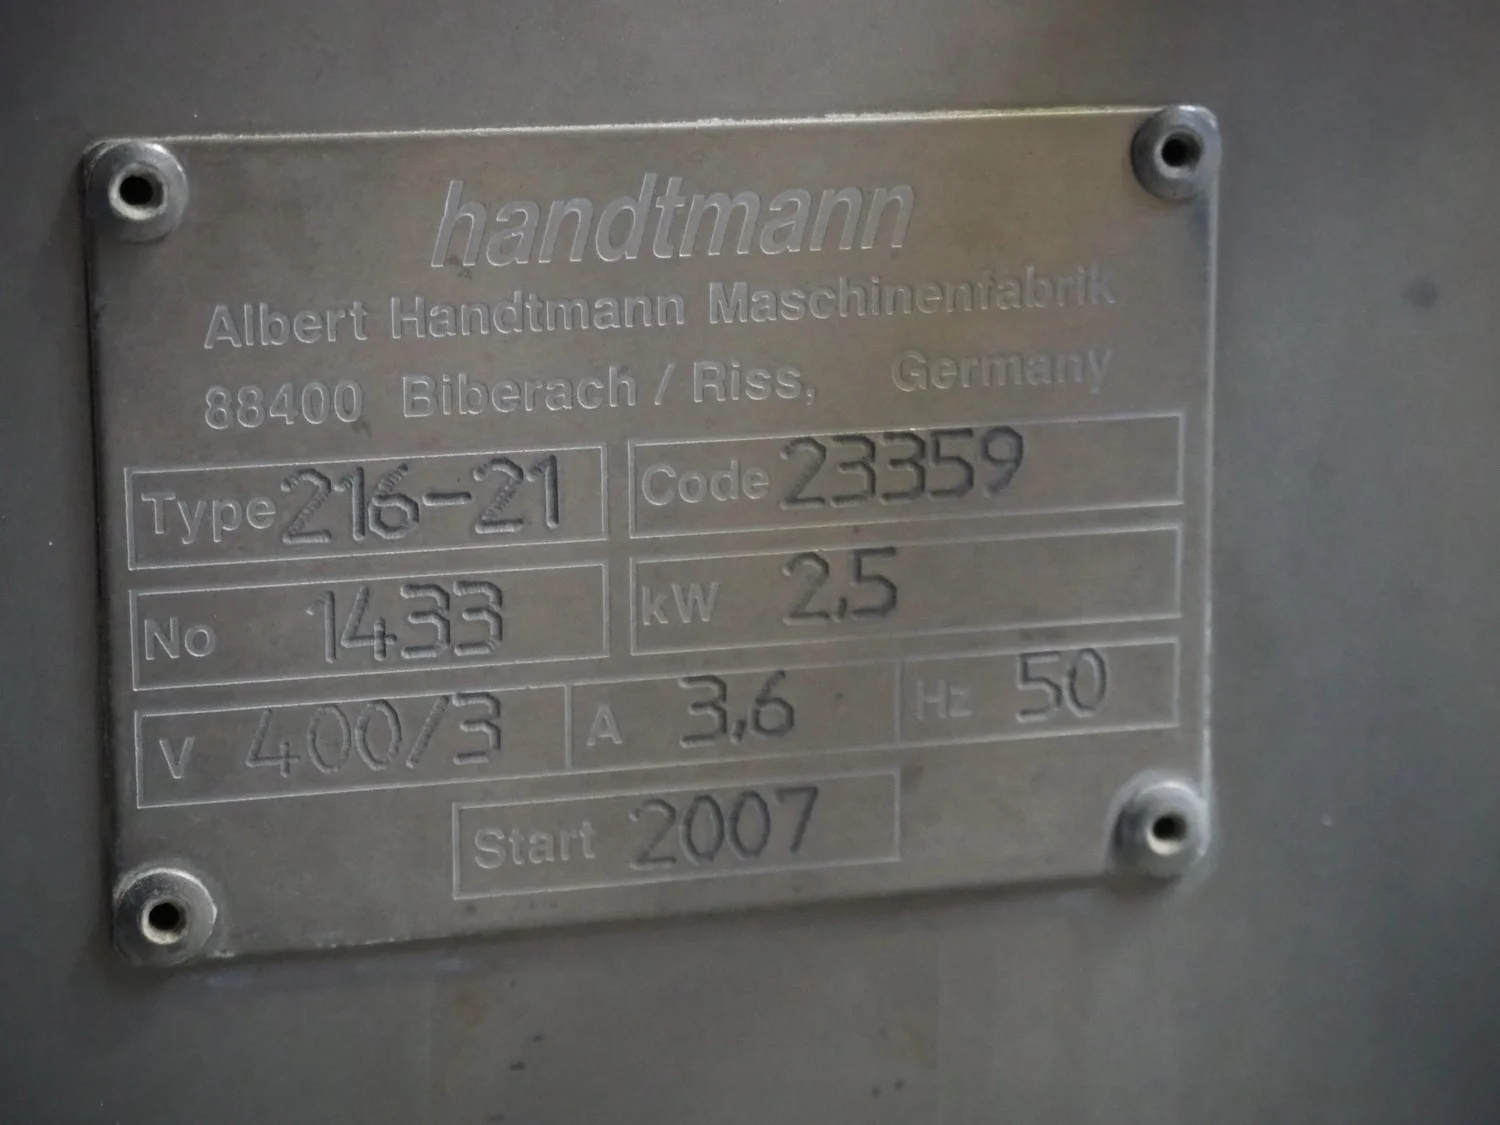 handtmann
Albert Handtmann Maschinenfabrik
88400 Biberach / Riss, Germany
Type 216-21 Code 23359
No 1433 kW 2,5
V 400/3 A 3,6 Hz 50
Start 2007